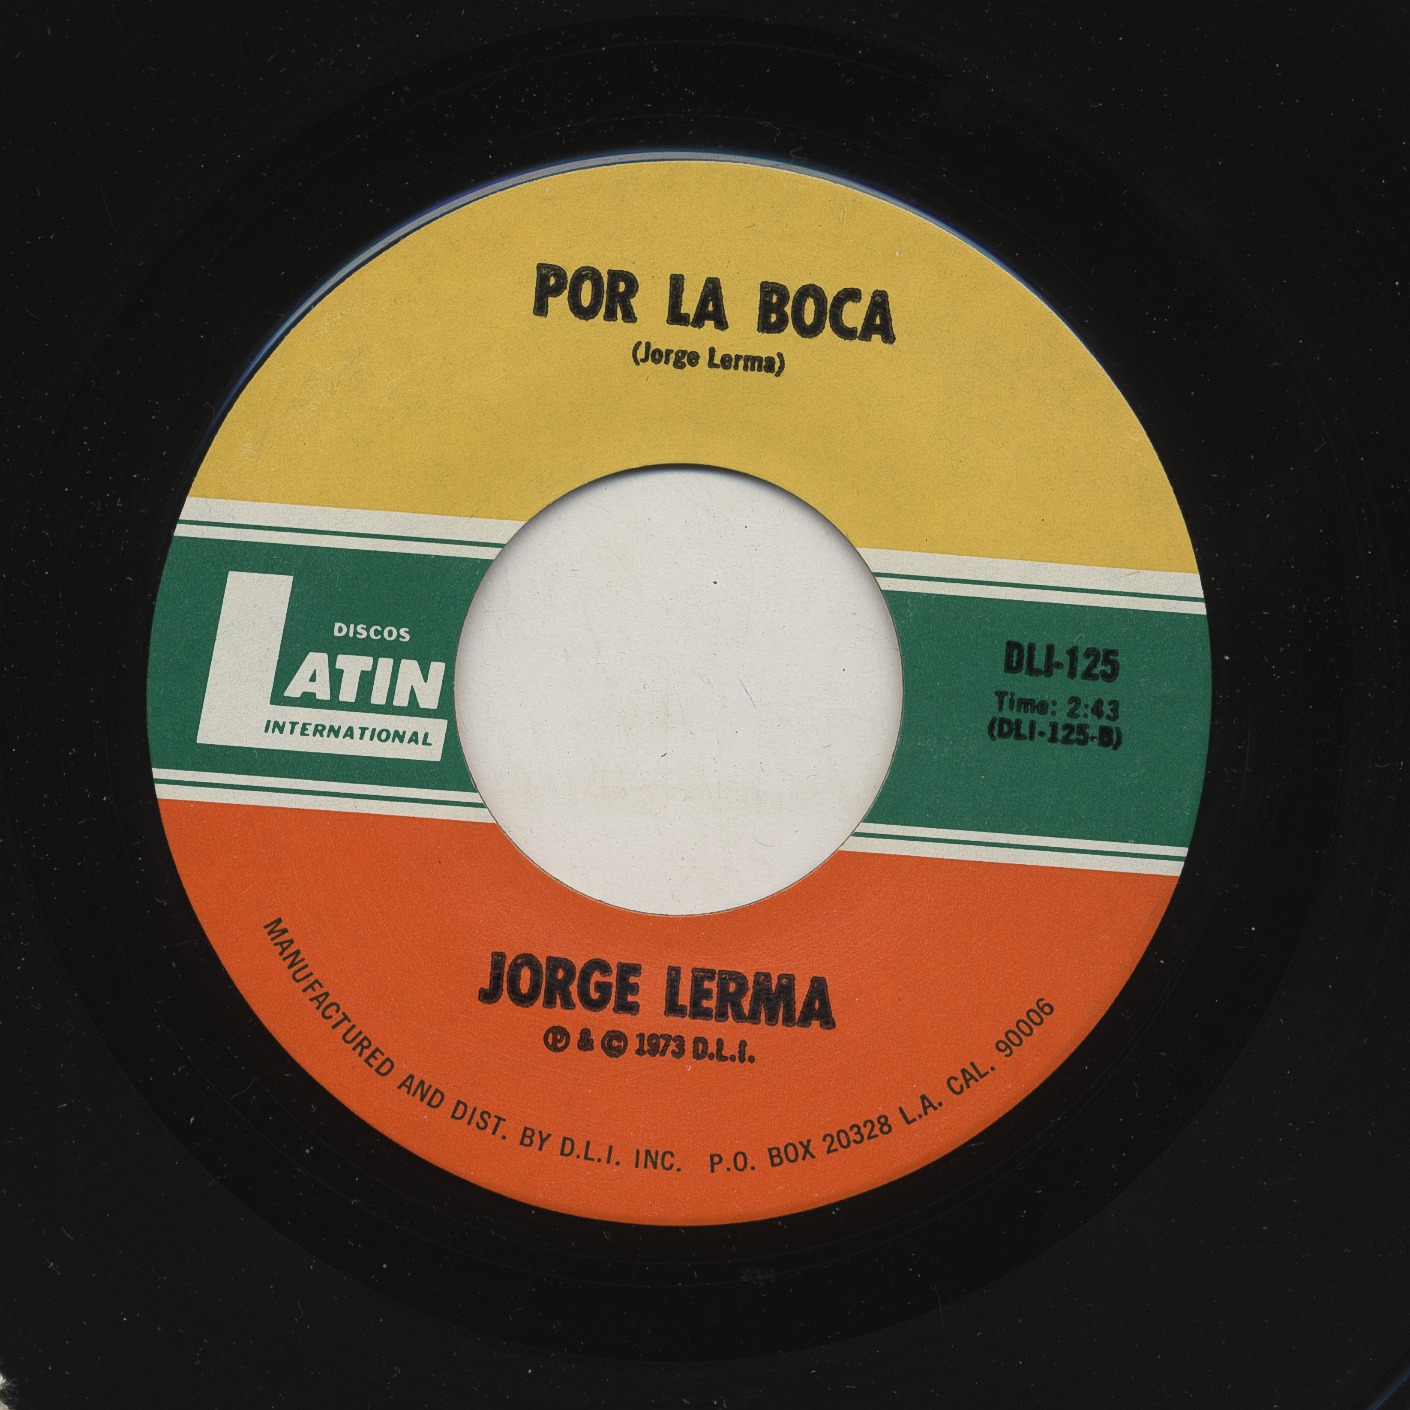 POR LA BOCA
(Jorge Lerma)
DISCOS
LATIN
INTERNATIONAL
DLI-125
Time: 2:43
(DLI-125-B)
JORGE LERMA
℗ & © 1973 D.L.I.
MANUFACTURED AND DIST. BY D.L.I. INC. P.O. BOX 20328 L.A. CAL. 90006